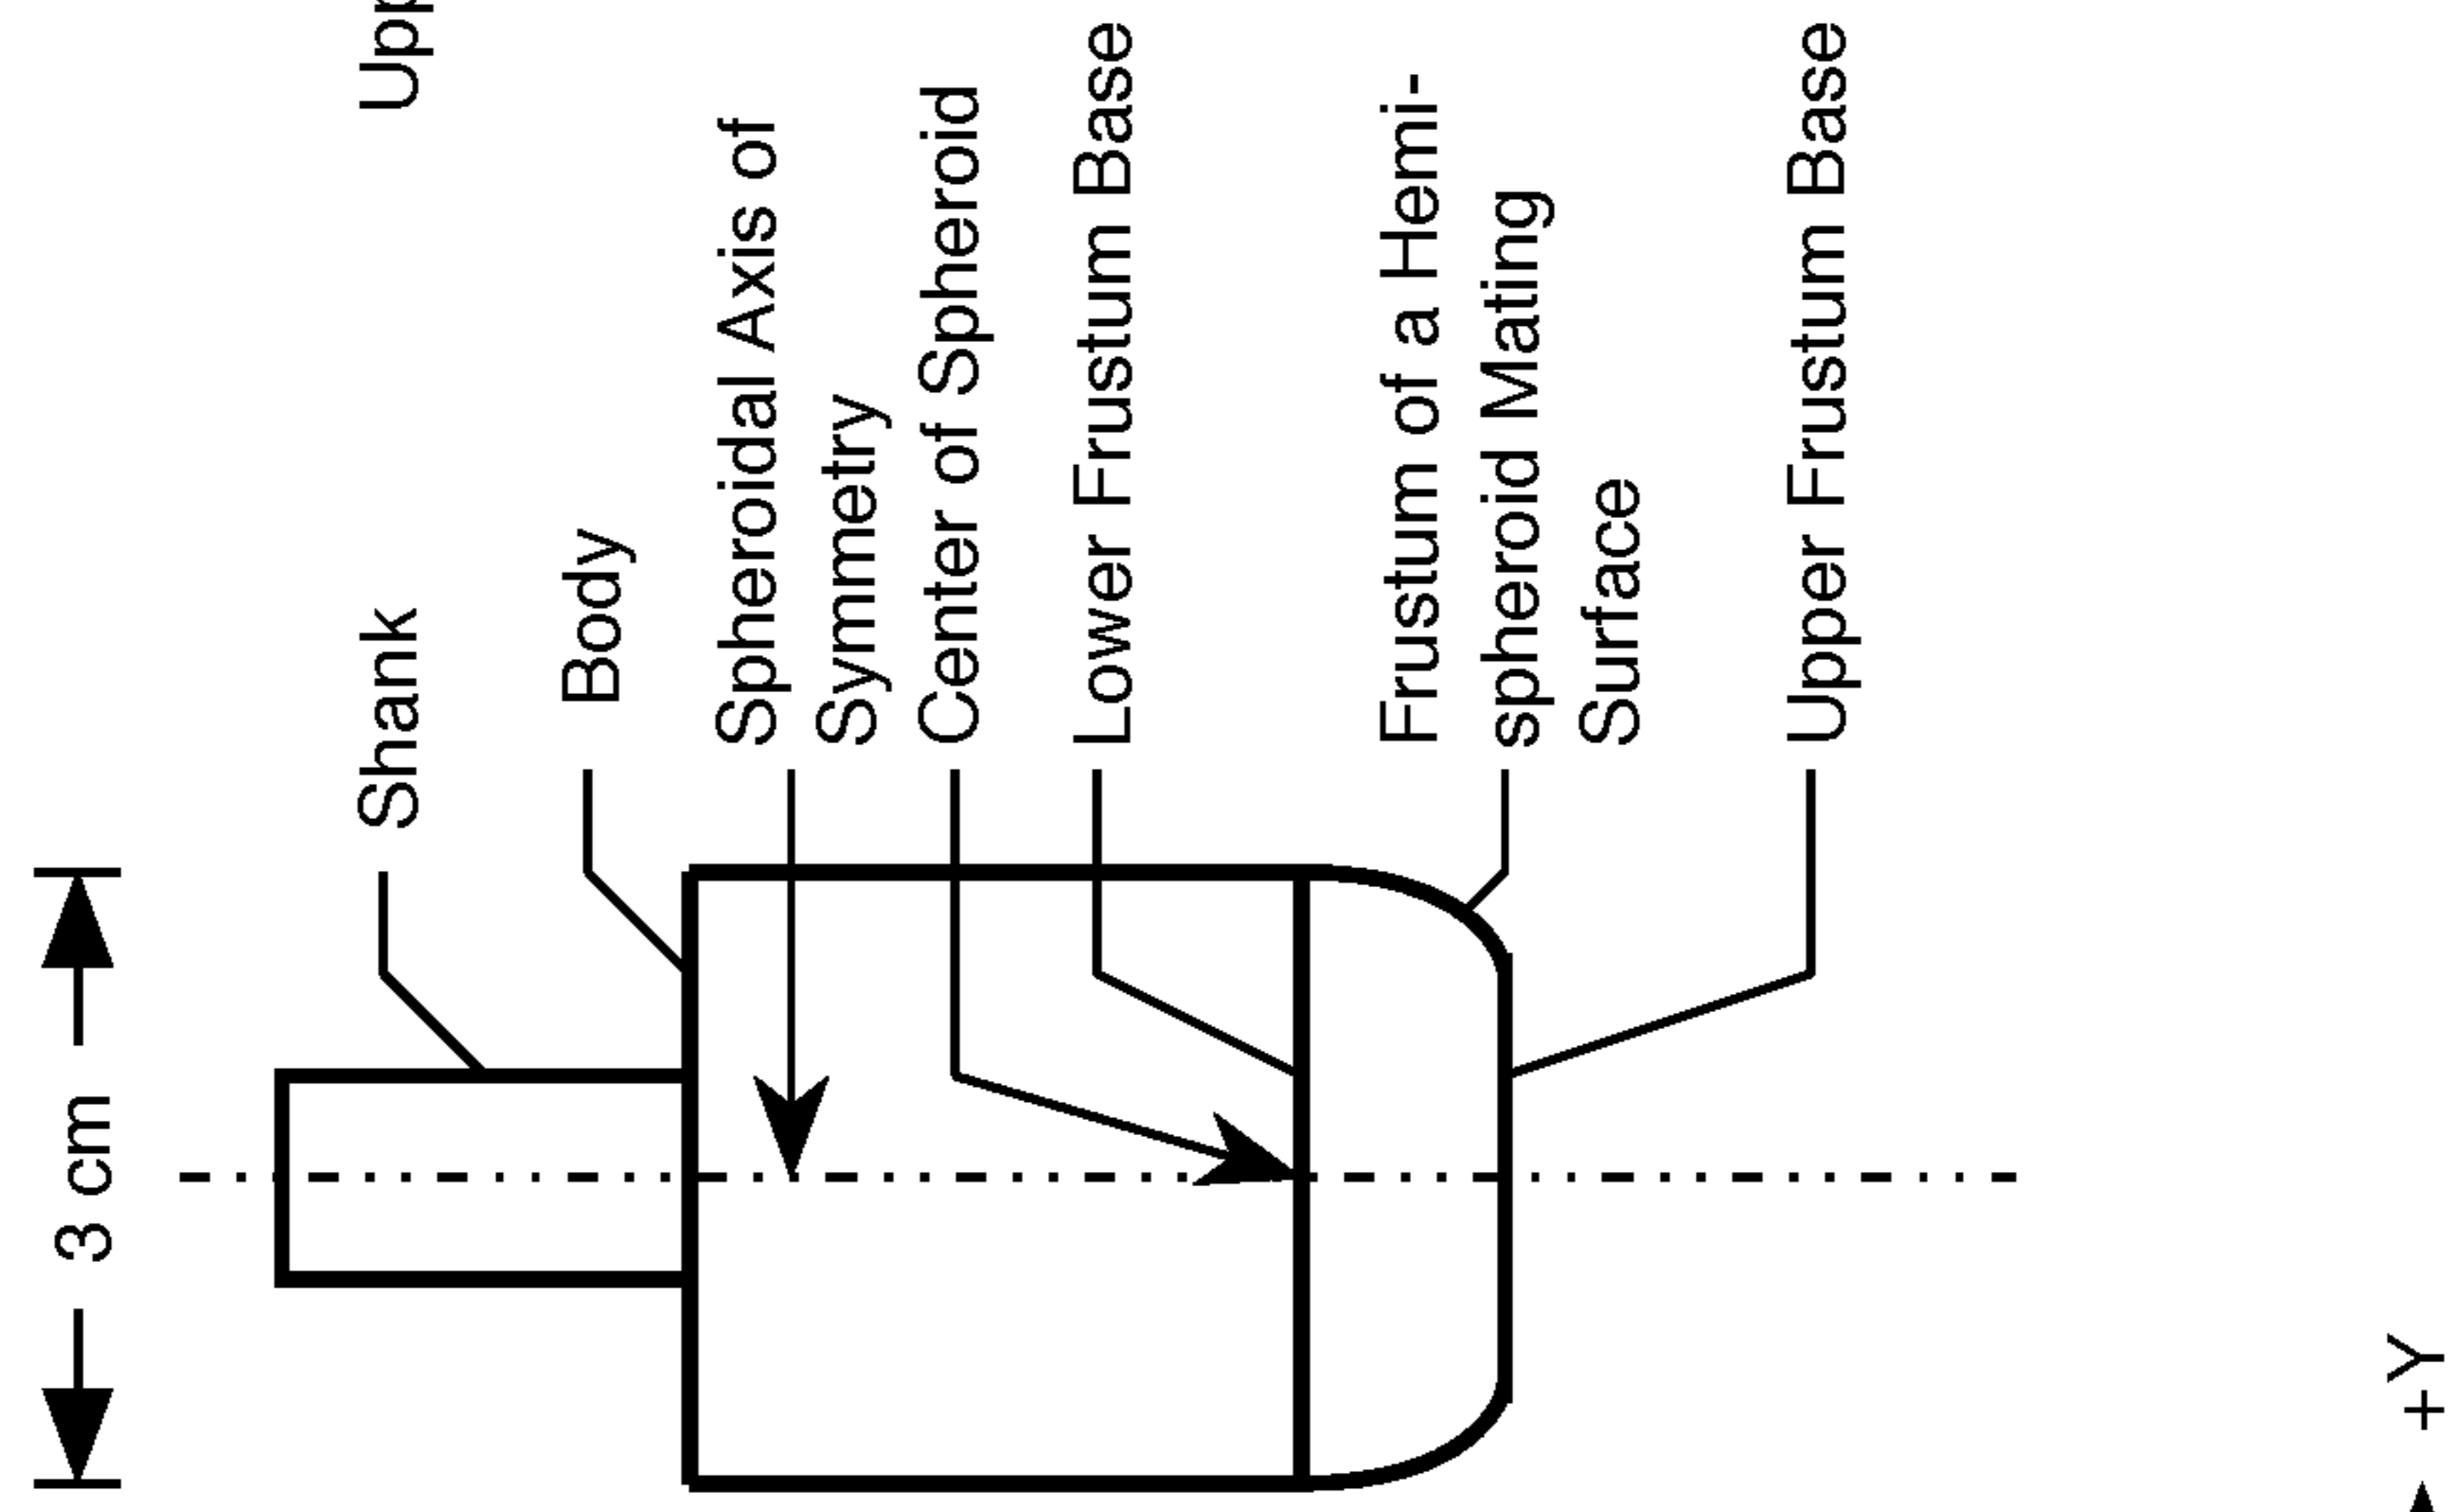 3 cm
Upp
Shank
Body
Spheroidal Axis of
Symmetry
Center of Spheroid
Lower Frustum Base
Frustum of a Hemi-
spheroid Mating
Surface
Upper Frustum Base
+Y